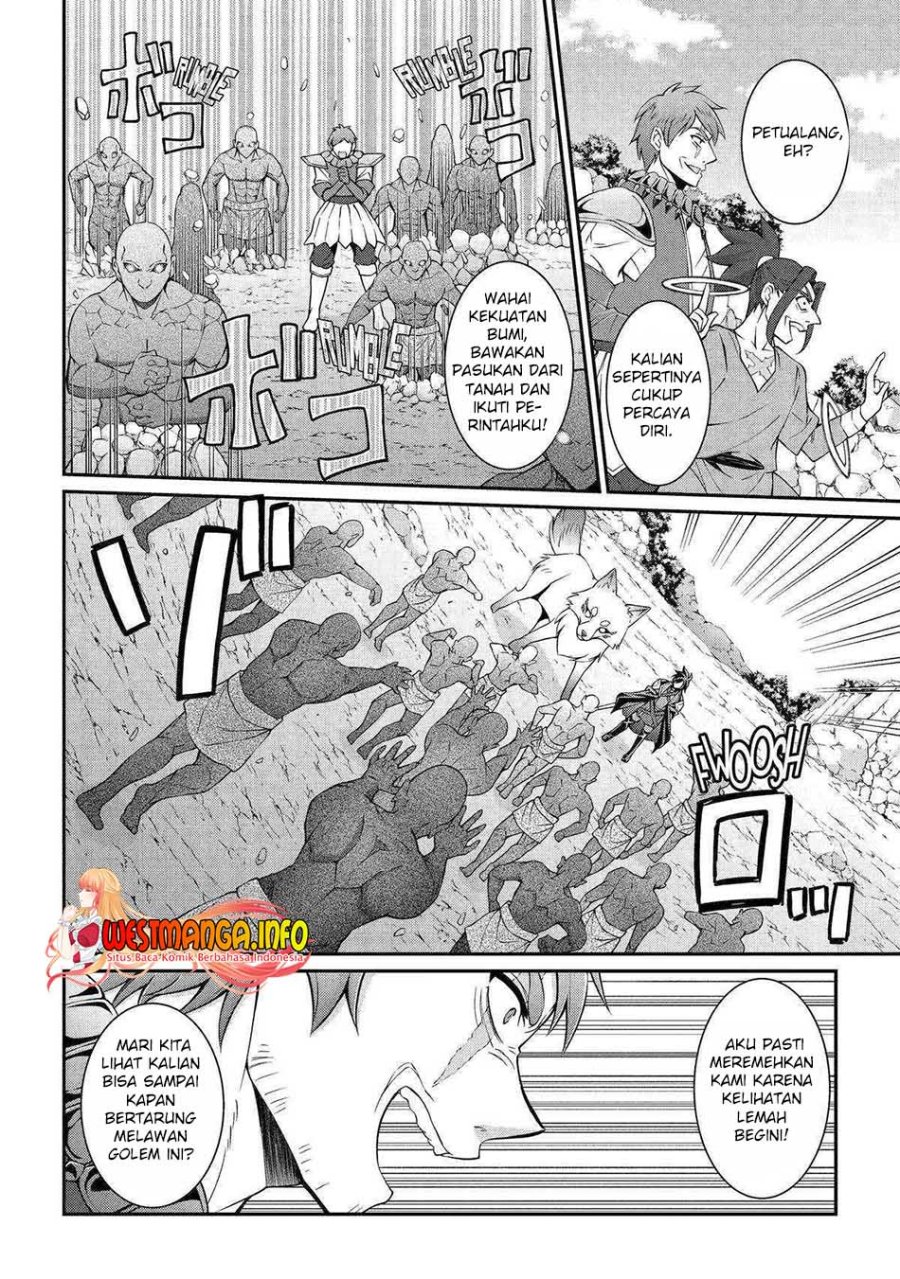 PETUALANG,
EH?
KALIAN
SEPERTINYA
CUKUP
PERCAYA
DIRI.
ボコ
RUMBLE
RUMBLE
ボコ
WAHAI
KEKUATAN
BUMI,
BAWAKAN
PASUKAN DARI
TANAH DAN
IKUTI PE-
RINTAHKU!
RUMBLE
ボコ
ゾロ
FWOOSH
WESTMANGA.INFO
Situs Baca Komik Berbahasa Indonesia
AKU PASTI
MEREMEHKAN
KAMI KARENA
KELIHATAN
LEMAH
BEGINI!
MARI KITA
LIHAT KALIAN
BISA SAMPAI
KAPAN
BERTARUNG
MELAWAN
GOLEM INI?